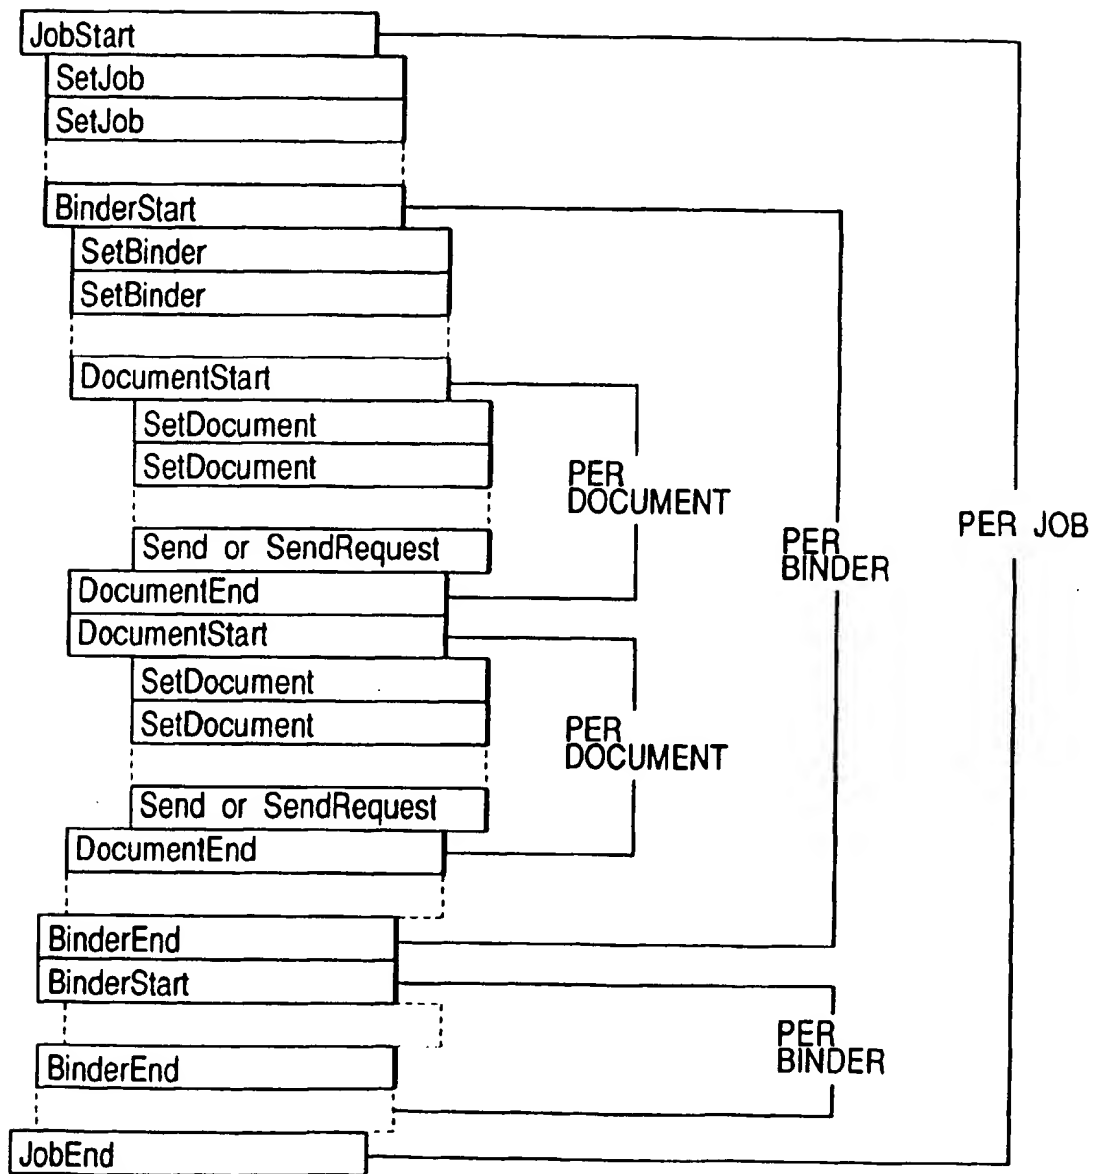 JobStart
SetJob
SetJob
BinderStart
SetBinder
SetBinder
DocumentStart
SetDocument
SetDocument
PER
DOCUMENT
Send or SendRequest
DocumentEnd
DocumentStart
SetDocument
SetDocument
PER
DOCUMENT
Send or SendRequest
DocumentEnd
PER
BINDER
PER JOB
BinderEnd
BinderStart
PER
BINDER
BinderEnd
JobEnd